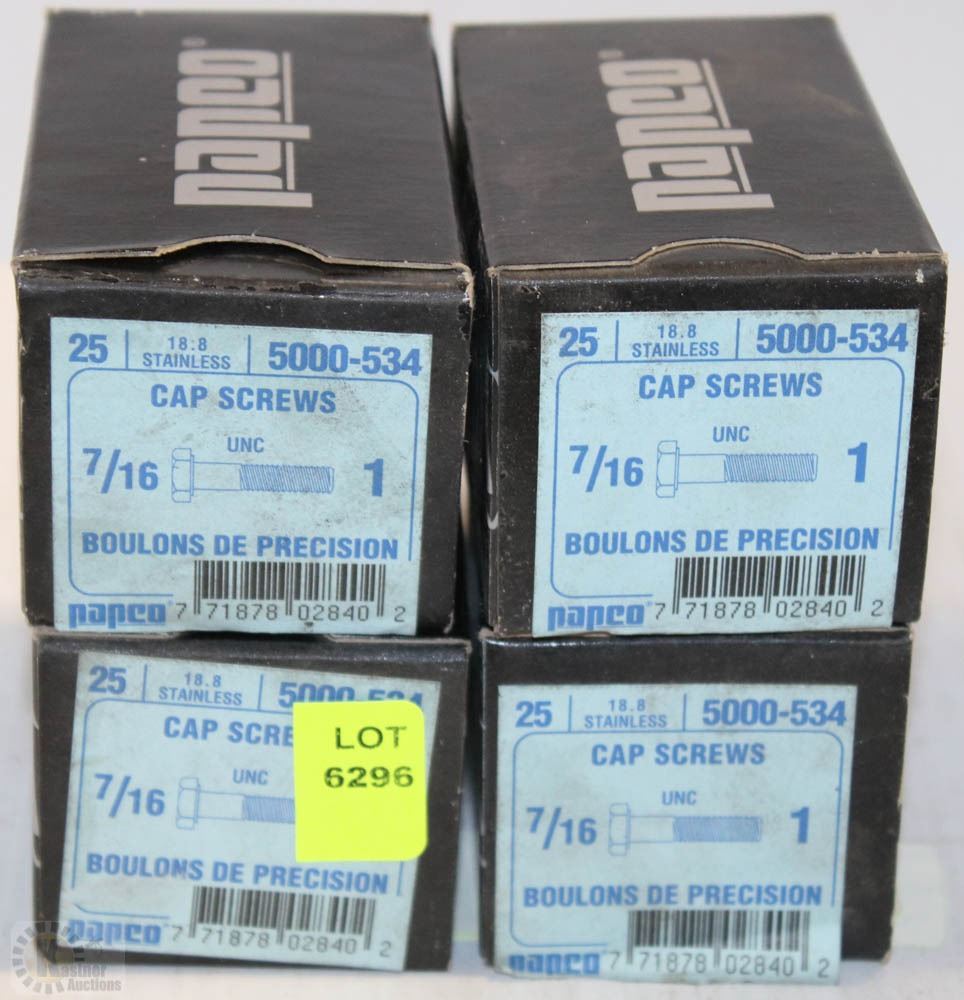 papco®
papco®
25 18.8 STAINLESS 5000-534
CAP SCREWS
UNC
7/16 1
BOULONS DE PRECISION
papco® 7 71878 02840 2
25 18.8 STAINLESS 5000-534
CAP SCREWS
UNC
7/16 1
BOULONS DE PRECISION
papco® 7 71878 02840 2
25 18.8 STAINLESS 5000-534
CAP SCRE
UNC
7/16
BOULONS DE PRECISION
papco 7 71878 02840 2
LOT
6296
25 18.8 STAINLESS 5000-534
CAP SCREWS
UNC
7/16 1
BOULONS DE PRECISION
papco 7 71878 02840 2
Kastner
Auctions